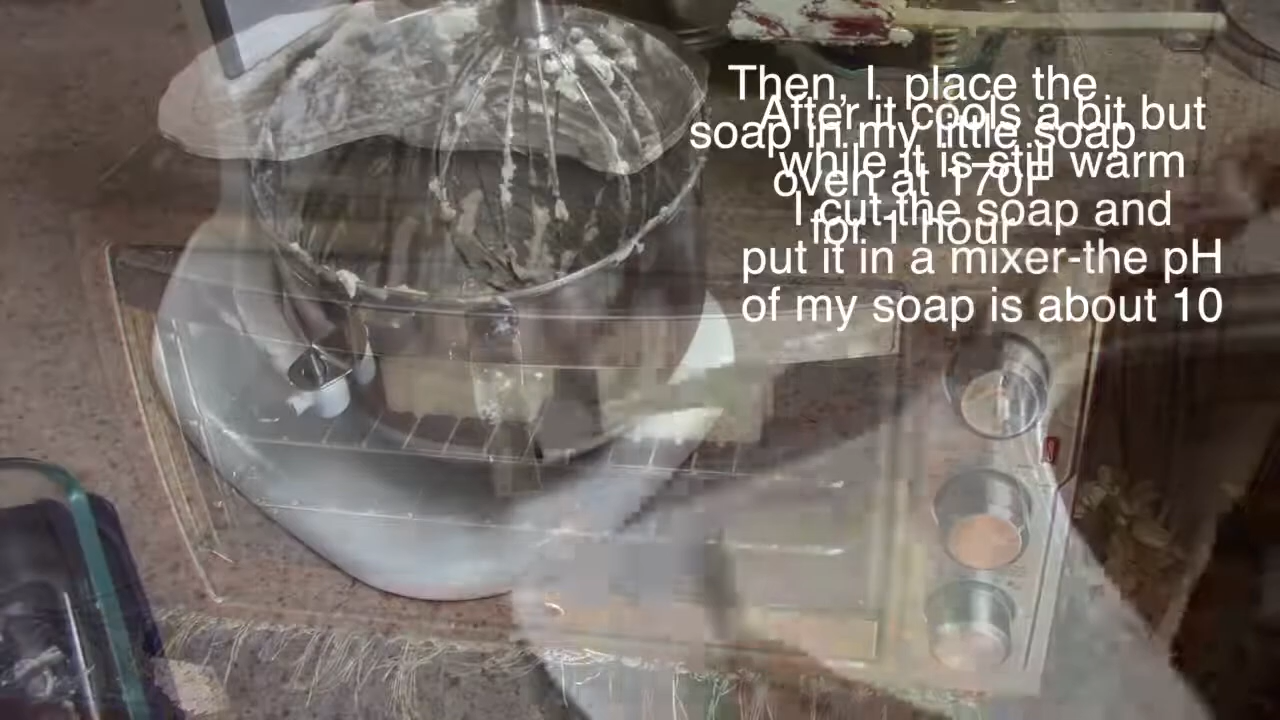 Then, I  place the
soap in my little soap
oven at 170F
for 1 hour
After it cools a bit but
while it is still warm
I cut the soap and
put it in a mixer-the pH
of my soap is about 10